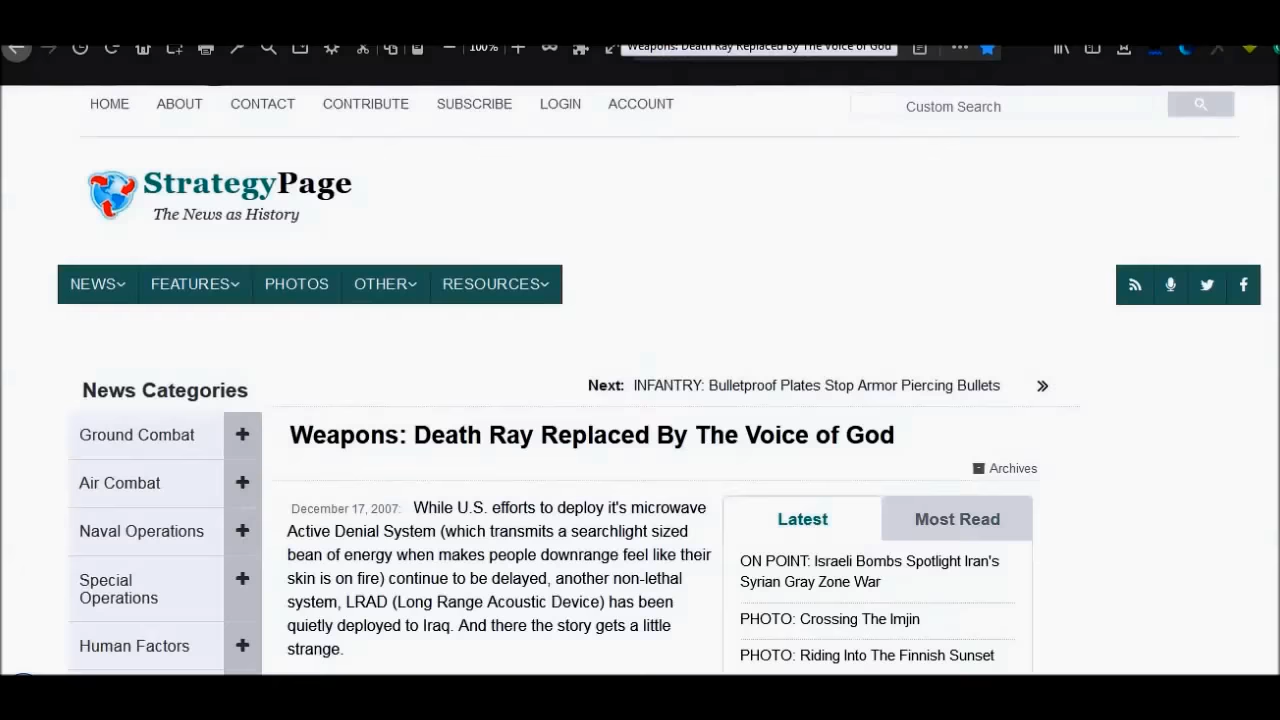 100%
Weapons: Death Ray Replaced By The Voice of God
HOME ABOUT CONTACT CONTRIBUTE SUBSCRIBE LOGIN ACCOUNT
Custom Search
StrategyPage
The News as History
NEWS FEATURES PHOTOS OTHER RESOURCES
News Categories
Ground Combat
Air Combat
Naval Operations
Special
Operations
Human Factors
Next: INFANTRY: Bulletproof Plates Stop Armor Piercing Bullets
Weapons: Death Ray Replaced By The Voice of God
Archives
December 17, 2007: While U.S. efforts to deploy it's microwave
Active Denial System (which transmits a searchlight sized
bean of energy when makes people downrange feel like their
skin is on fire) continue to be delayed, another non-lethal
system, LRAD (Long Range Acoustic Device) has been
quietly deployed to Iraq. And there the story gets a little
strange.
Latest Most Read
ON POINT: Israeli Bombs Spotlight Iran's
Syrian Gray Zone War
PHOTO: Crossing The Imjin
PHOTO: Riding Into The Finnish Sunset